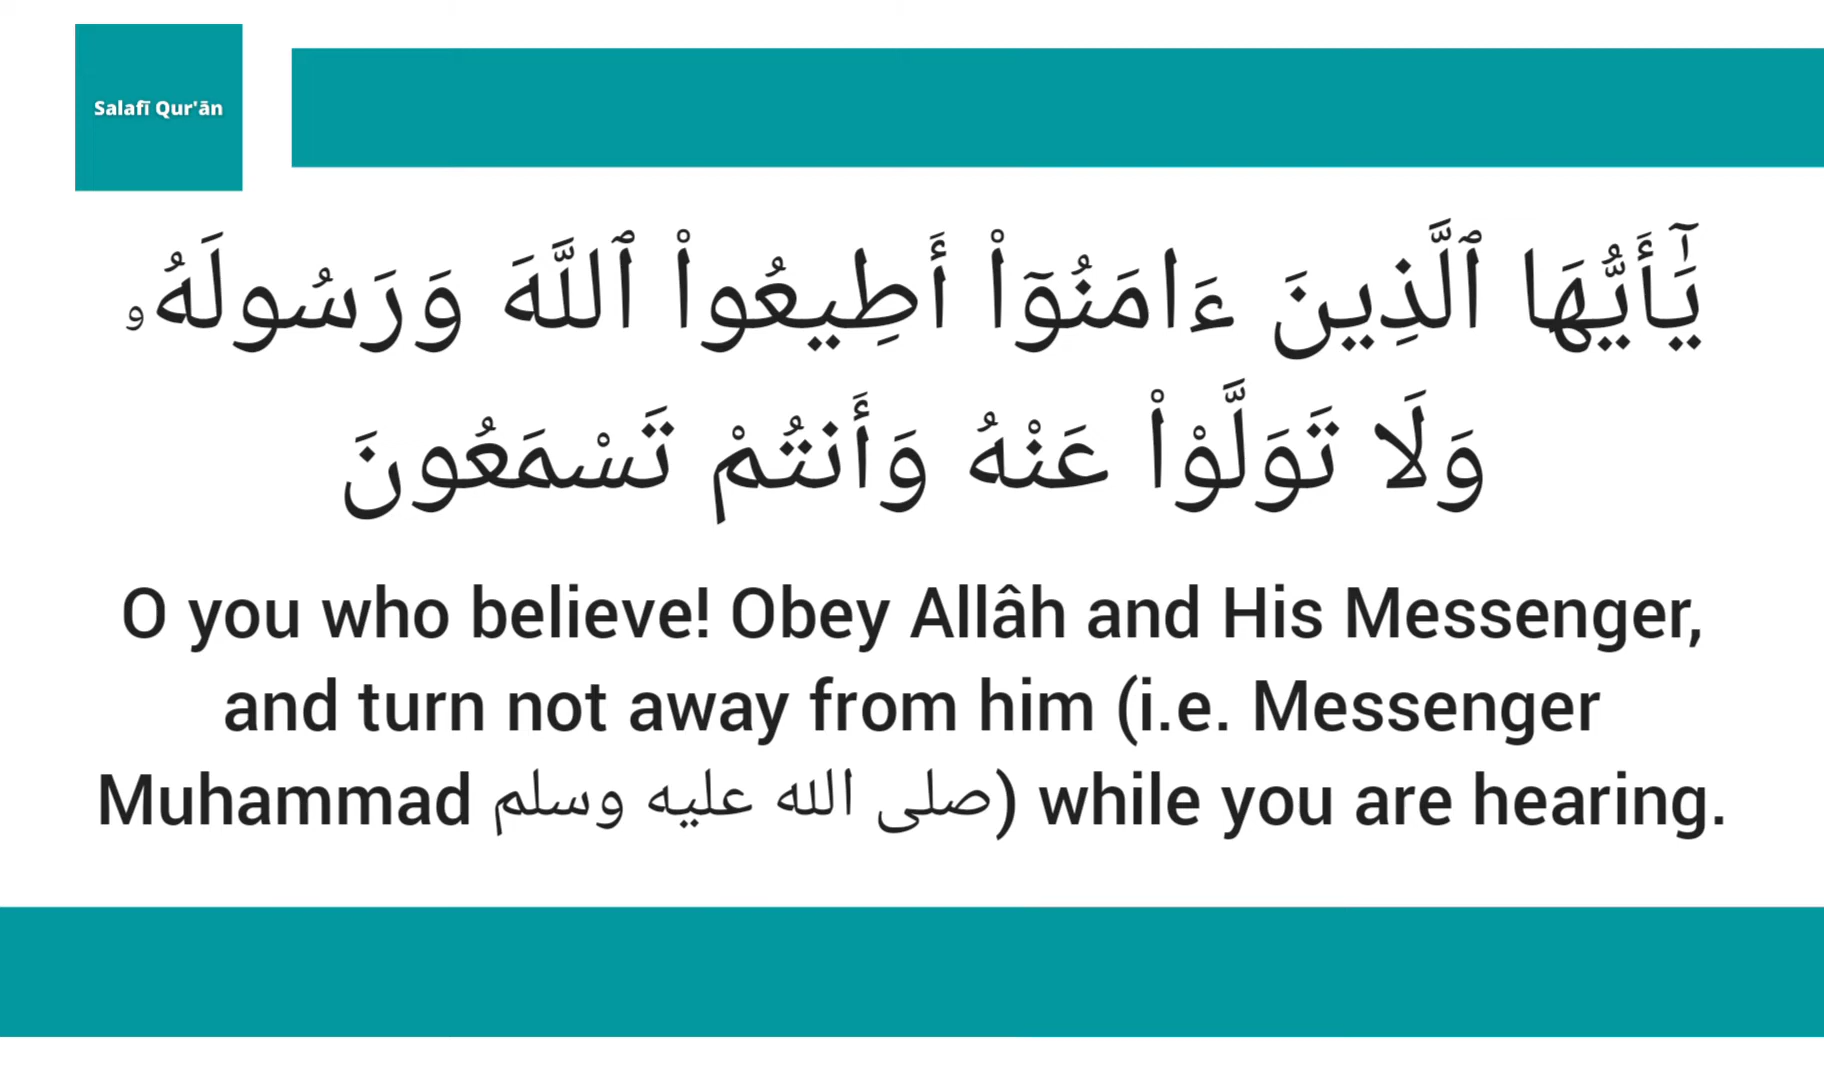 Salafī Qur'ān
يَٰٓأَيُّهَا ٱلَّذِينَ ءَامَنُوٓا۟ أَطِيعُوا۟ ٱللَّهَ وَرَسُولَهُۥ
وَلَا تَوَلَّوْا۟ عَنْهُ وَأَنتُمْ تَسْمَعُونَ
O you who believe! Obey Allâh and His Messenger,
and turn not away from him (i.e. Messenger
Muhammad صلى الله عليه وسلم) while you are hearing.